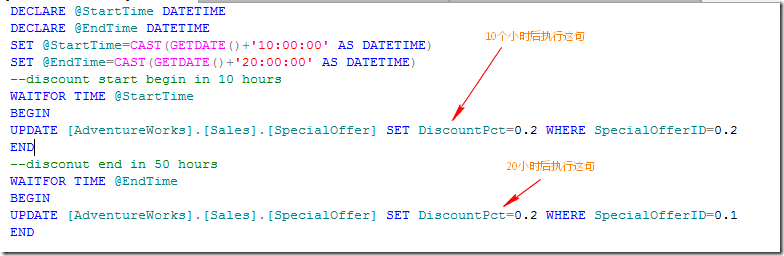 DECLARE @StartTime DATETIME
DECLARE @EndTime DATETIME
SET @StartTime=CAST(GETDATE()+'10:00:00' AS DATETIME)
SET @EndTime=CAST(GETDATE()+'20:00:00' AS DATETIME)
10个小时后执行这句
--discount start begin in 10 hours
WAITFOR TIME @StartTime
BEGIN
UPDATE [AdventureWorks].[Sales].[SpecialOffer] SET DiscountPct=0.2 WHERE SpecialOfferID=0.2
END
--disconut end in 50 hours
20小时后执行这句
WAITFOR TIME @EndTime
BEGIN
UPDATE [AdventureWorks].[Sales].[SpecialOffer] SET DiscountPct=0.2 WHERE SpecialOfferID=0.1
END